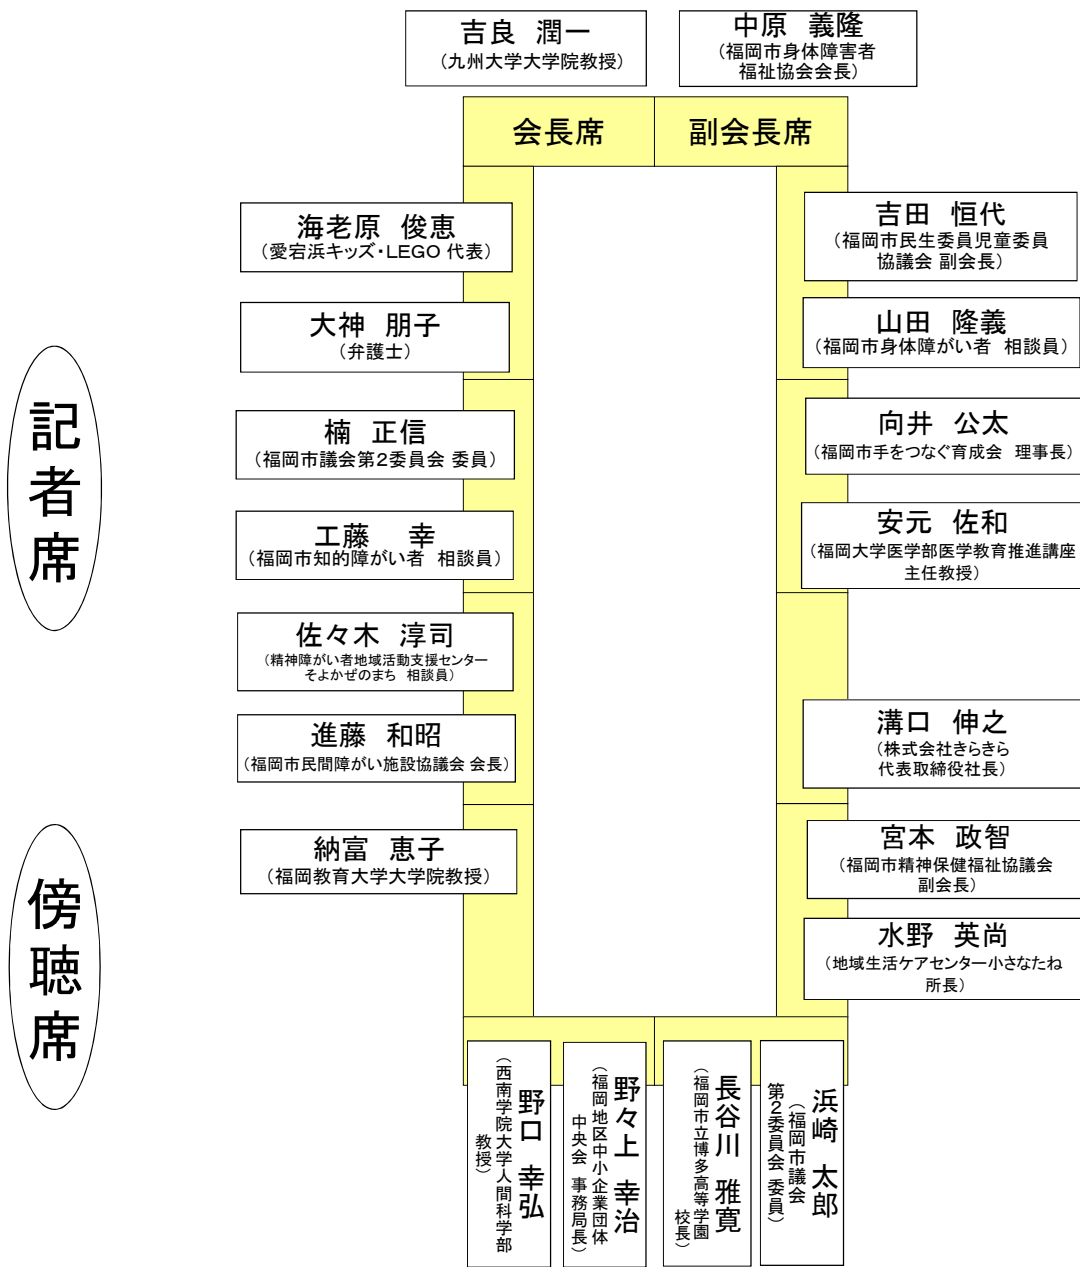 吉良 潤一
（九州大学大学院教授）
中原 義隆
（福岡市身体障害者
福祉協会会長）
会長席
副会長席
海老原 俊恵
（愛宕浜キッズ・LEGO 代表）
大神 朋子
（弁護士）
楠 正信
（福岡市議会第2委員会 委員）
工藤 幸
（福岡市知的障がい者 相談員）
佐々木 淳司
（精神障がい者地域活動支援センター
そよかぜのまち 相談員）
進藤 和昭
（福岡市民間障がい施設協議会 会長）
納富 恵子
（福岡教育大学大学院教授）
吉田 恒代
（福岡市民生委員児童委員
協議会 副会長）
山田 隆義
（福岡市身体障がい者 相談員）
向井 公太
（福岡市手をつなぐ育成会 理事長）
安元 佐和
（福岡大学医学部医学教育推進講座
主任教授）
溝口 伸之
（株式会社きらきら
代表取締役社長）
宮本 政智
（福岡市精神保健福祉協議会
副会長）
水野 英尚
（地域生活ケアセンター小さなたね
所長）
野口 幸弘
（西南学院大学人間科学部
教授）
野々上 幸治
（福岡地区中小企業団体
中央会 事務局長）
長谷川 雅寛
（福岡市立博多高等学園
校長）
浜崎 太郎
（福岡市議会
第2委員会 委員）
記者席
傍聴席